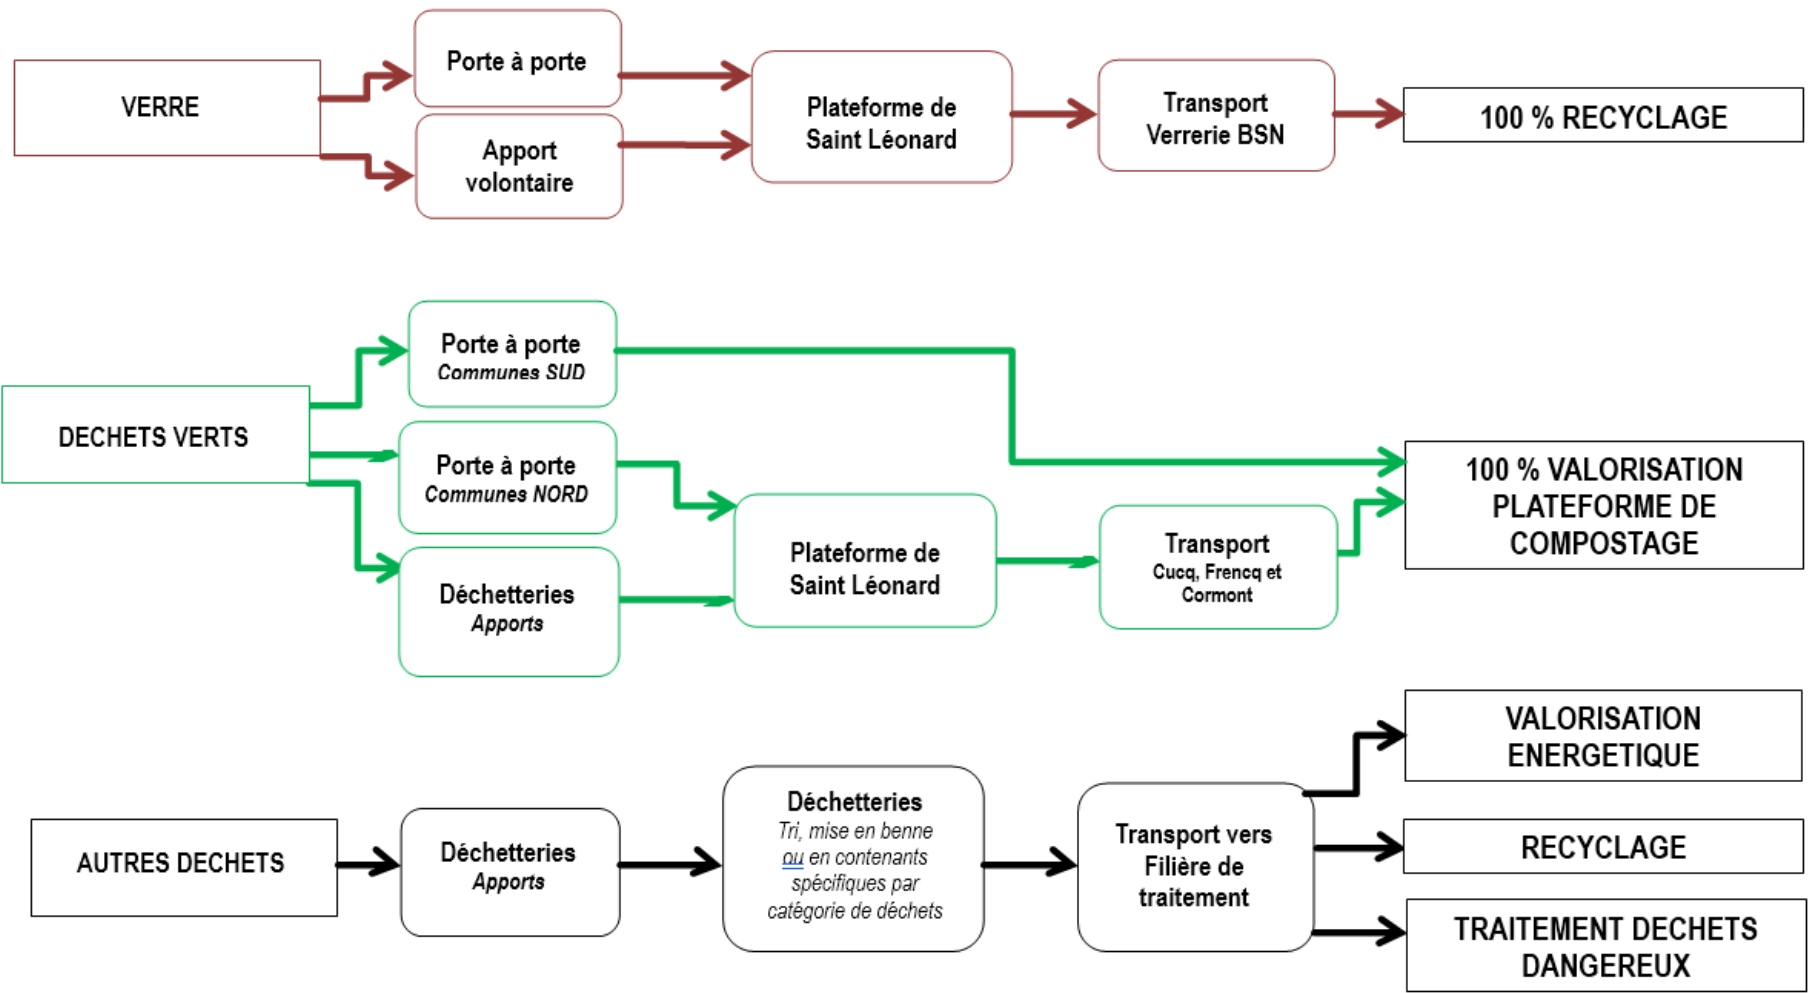 VERRE
Porte à porte
Apport
volontaire
Plateforme de
Saint Léonard
Transport
Verrerie BSN
100 % RECYCLAGE
DECHETS VERTS
Porte à porte
Communes SUD
Porte à porte
Communes NORD
Déchetteries
Apports
Plateforme de
Saint Léonard
Transport
Cucq, Frencq et
Cormont
100 % VALORISATION
PLATEFORME DE
COMPOSTAGE
AUTRES DECHETS
Déchetteries
Apports
Déchetteries
Tri, mise en benne
ou en contenants
spécifiques par
catégorie de déchets
Transport vers
Filière de
traitement
VALORISATION
ENERGETIQUE
RECYCLAGE
TRAITEMENT DECHETS
DANGEREUX